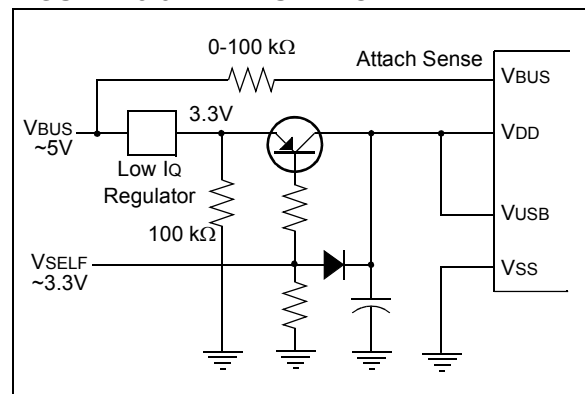 0-100 kΩ
Attach Sense
VBUS
3.3V
VBUS
~5V
VDD
Low IQ
Regulator
100 kΩ
VUSB
VSELF
~3.3V
VSS